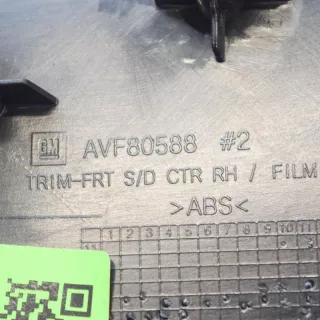 GM AVF80588 #2
TRIM-FRT S/D CTR RH / FILM
>ABS<
1 2 3 4 5 6 7 8 9 10 11